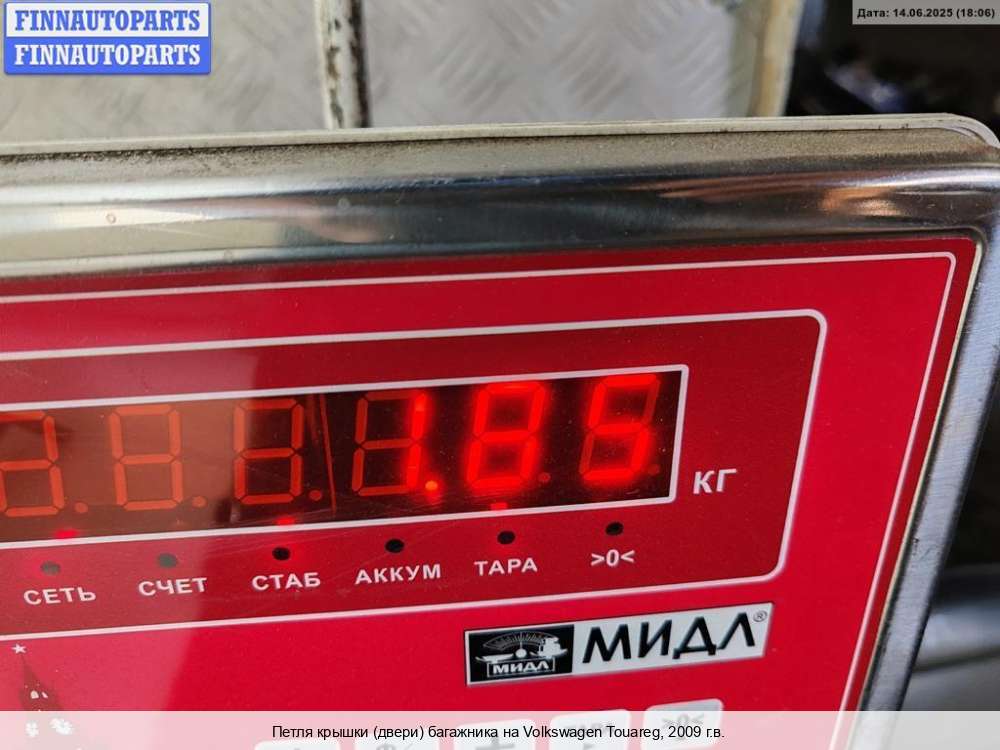 FINNAUTOPARTS
FINNAUTOPARTS
Дата: 14.06.2025 (18:06)
1.85
КГ
СЕТЬ СЧЕТ СТАБ АККУМ ТАРА >0<
МИДЛ МИДЛ®
>0<
Петля крышки (двери) багажника на Volkswagen Touareg, 2009 г.в.